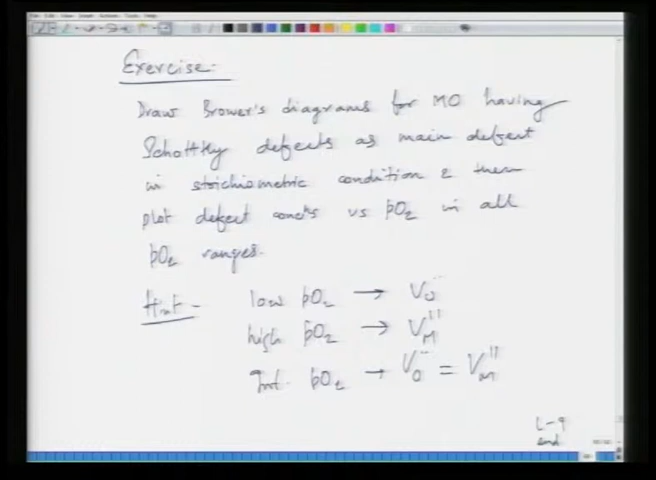 Exercise:-
Draw Brower's diagrams for MO having
Schottky defects as main defect
in stoichiometric condition & then
plot defect conc's vs pO2 in all
pO2 ranges.
Hint - low pO2 → VO¨
high pO2 → VM''
Int. pO2 → VO¨ = VM''
L-9
end